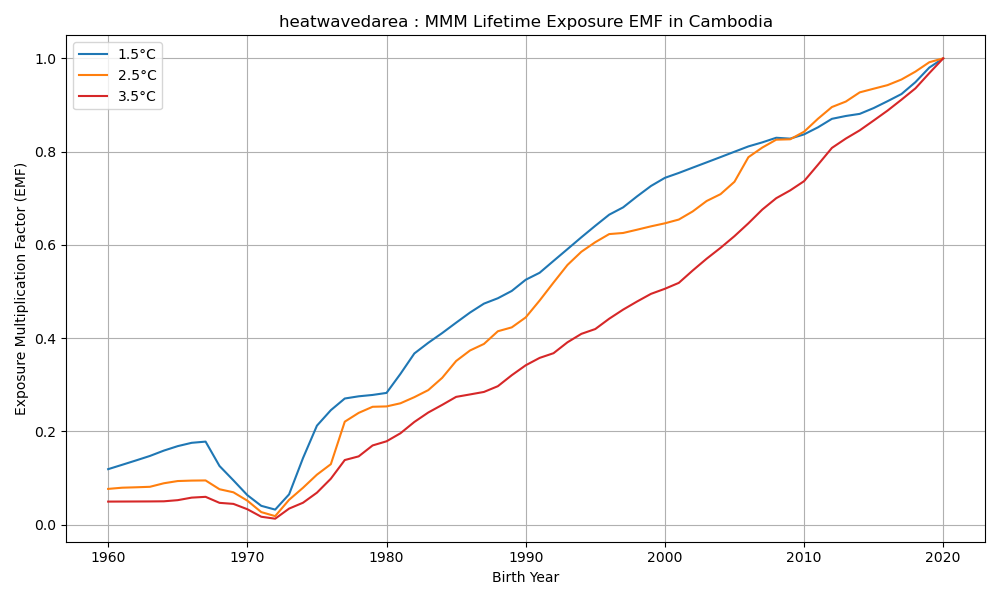 heatwavedarea : MMM Lifetime Exposure EMF in Cambodia
1.5°C
2.5°C
3.5°C
Exposure Multiplication Factor (EMF)
1.0
0.8
0.6
0.4
0.2
0.0
1960 1970 1980 1990 2000 2010 2020
Birth Year